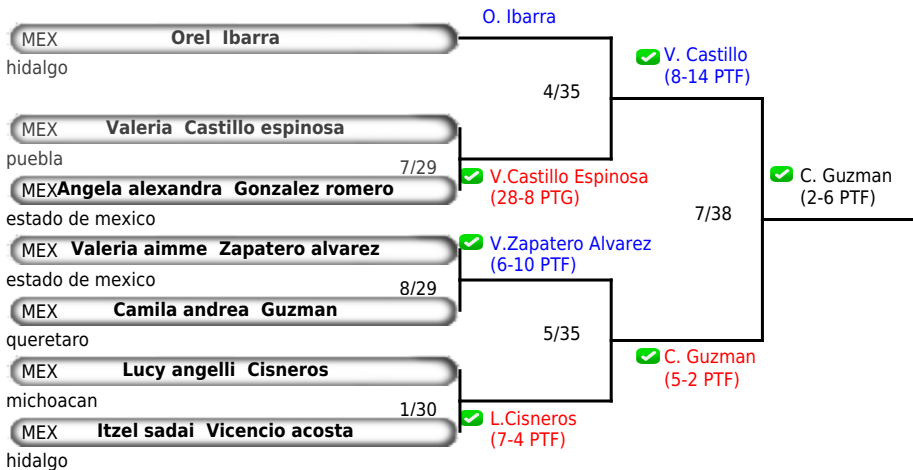 O. Ibarra
MEX Orel Ibarra
hidalgo
V. Castillo
(8-14 PTF)
4/35
MEX Valeria Castillo espinosa
puebla
7/29
V.Castillo Espinosa
(28-8 PTG)
MEX Angela alexandra Gonzalez romero
estado de mexico
C. Guzman
(2-6 PTF)
7/38
MEX Valeria aimme Zapatero alvarez
estado de mexico
V.Zapatero Alvarez
(6-10 PTF)
8/29
MEX Camila andrea Guzman
queretaro
5/35
C. Guzman
(5-2 PTF)
MEX Lucy angelli Cisneros
michoacan
1/30
L.Cisneros
(7-4 PTF)
MEX Itzel sadai Vicencio acosta
hidalgo